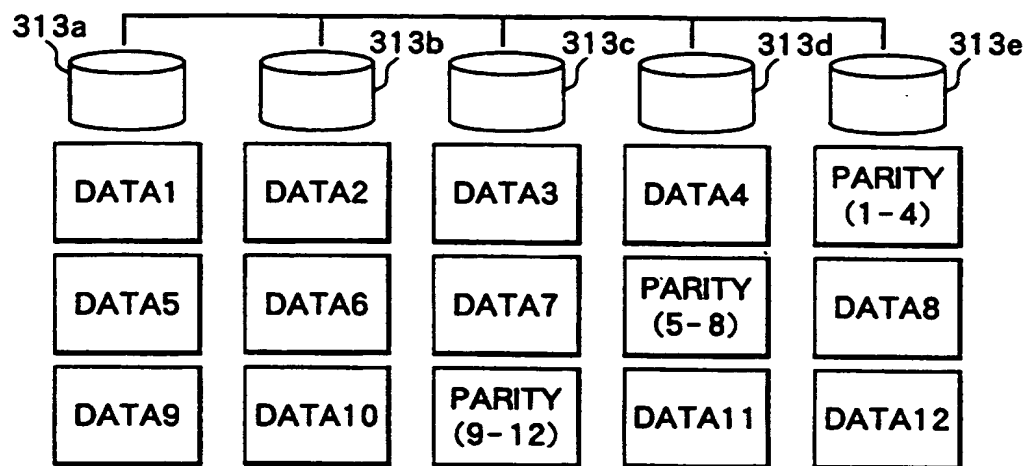 313a
313b
313c
313d
313e
DATA1
DATA2
DATA3
DATA4
PARITY
(1-4)
DATA5
DATA6
DATA7
PARITY
(5-8)
DATA8
DATA9
DATA10
PARITY
(9-12)
DATA11
DATA12